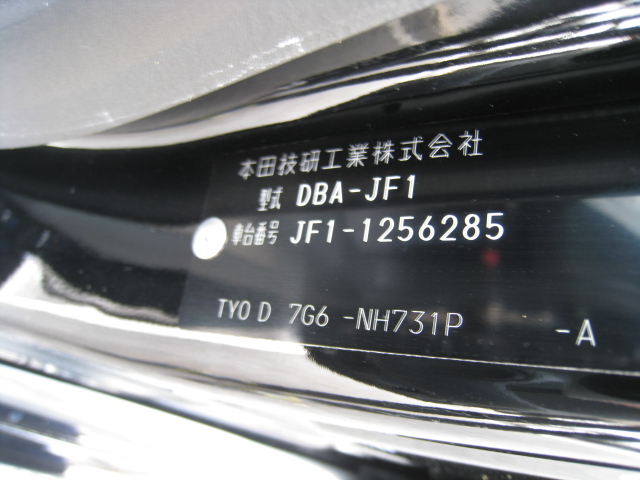 本田技研工業株式会社
型式 DBA-JF1
車台番号 JF1-1256285
TYO D 7G6 -NH731P -A